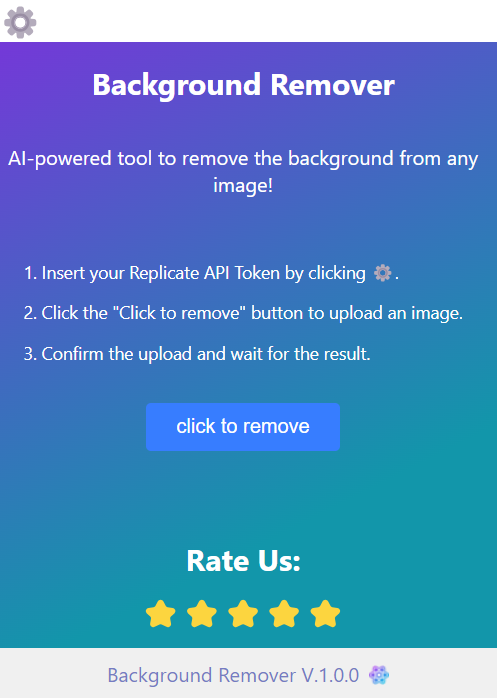 Background Remover
AI-powered tool to remove the background from any
image!
1. Insert your Replicate API Token by clicking ⚙️.
2. Click the "Click to remove" button to upload an image.
3. Confirm the upload and wait for the result.
click to remove
Rate Us:
Background Remover V.1.0.0